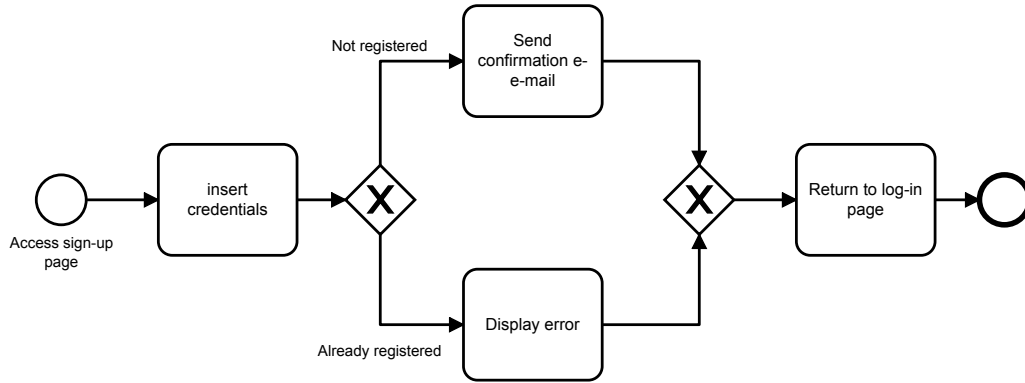 Not registered
Send
confirmation e-
e-mail
insert
credentials
X
X
Return to log-in
page
Access sign-up
page
Display error
Already registered